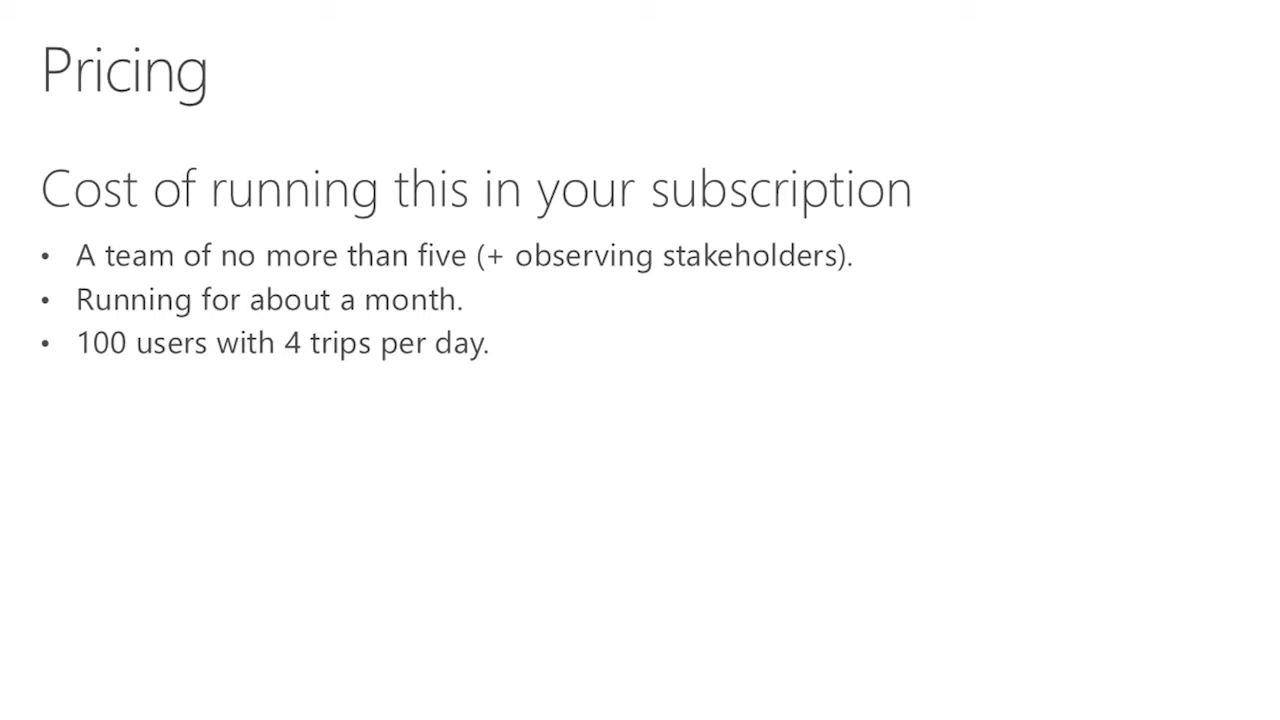 Pricing
Cost of running this in your subscription
• A team of no more than five (+ observing stakeholders).
• Running for about a month.
• 100 users with 4 trips per day.